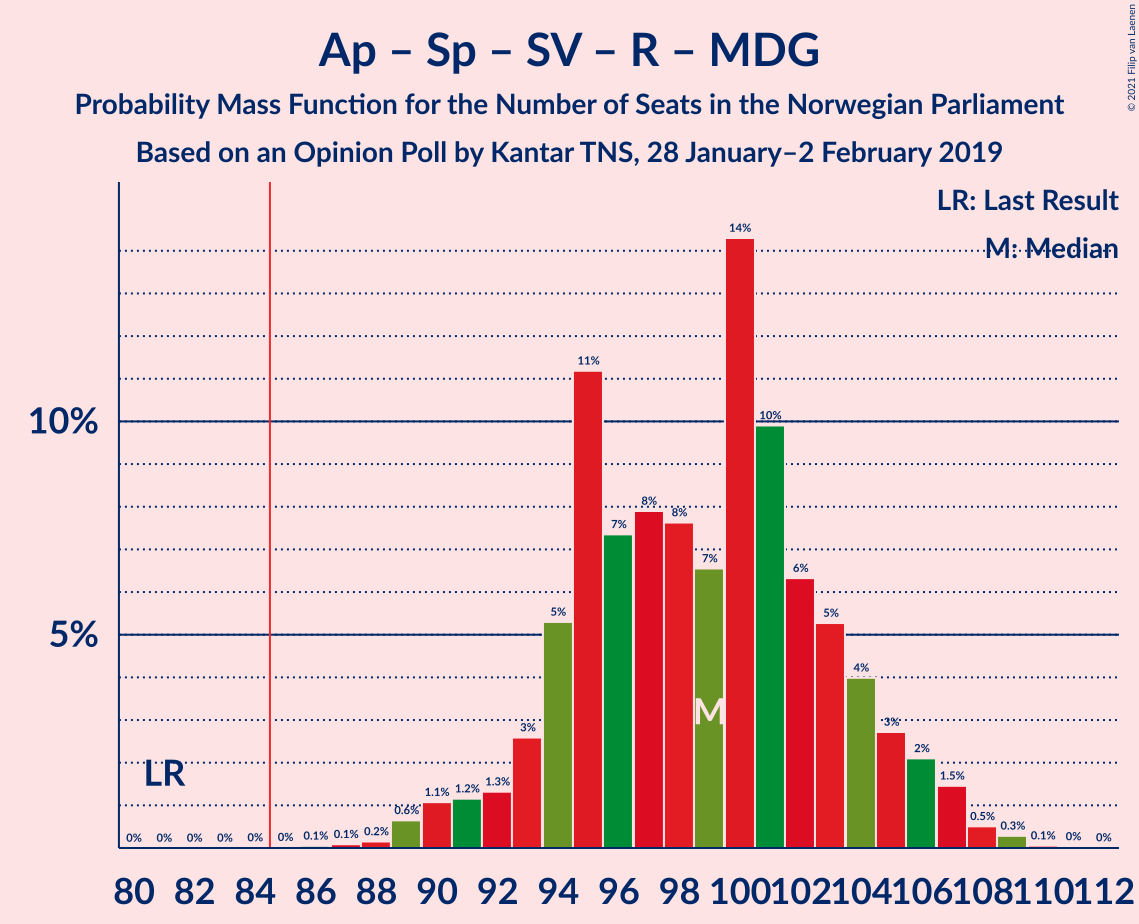 Ap – Sp – SV – R – MDG
Probability Mass Function for the Number of Seats in the Norwegian Parliament
Based on an Opinion Poll by Kantar TNS, 28 January–2 February 2019
© 2021 Filip van Laenen
LR: Last Result
M: Median
14%
11%
10%
10%
8%
8%
7%
7%
6%
5%
5%
5%
4%
M
3%
3%
2%
LR
1.5%
1.3%
1.2%
1.1%
0.6%
0.5%
0.3%
0% 0% 0% 0% 0% 0% 0.1% 0.1% 0.2% 0.1% 0% 0%
80 82 84 86 88 90 92 94 96 98 100 102 104 106 108 110 112